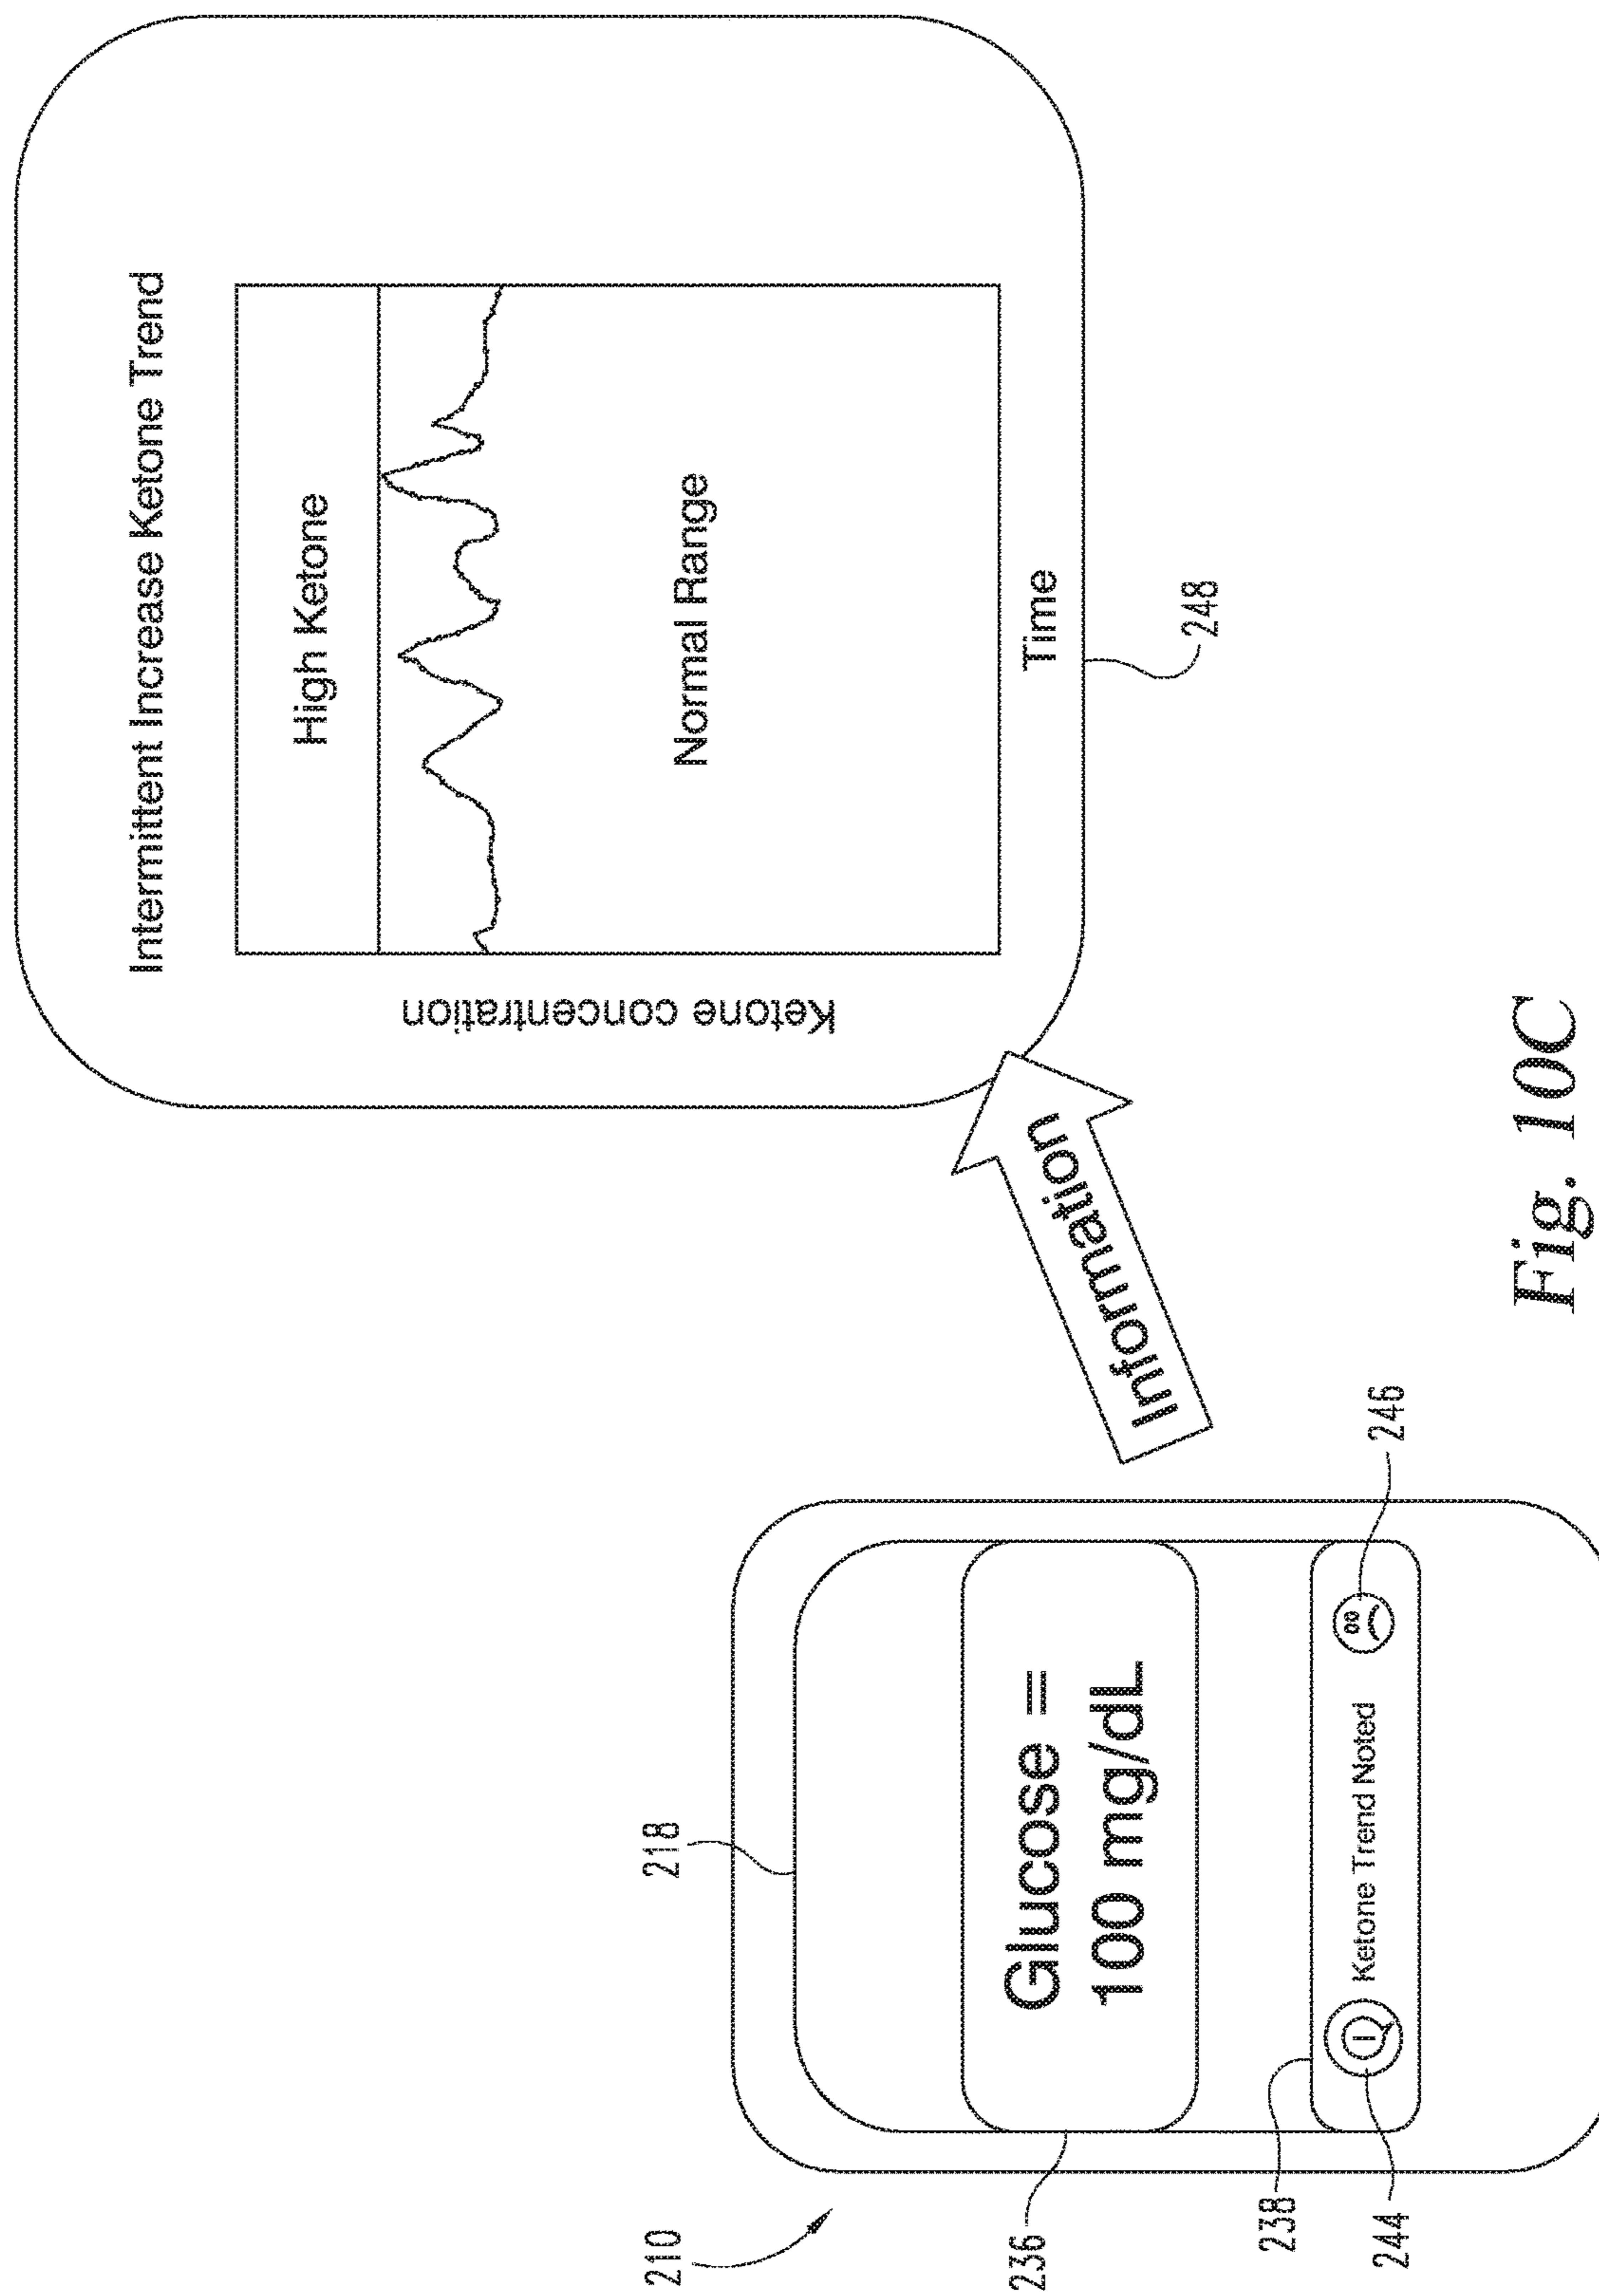 Intermittent Increase Ketone Trend
High Ketone
Normal Range
Ketone concentration
Time
248
Information
210
218
Glucose =
100 mg/dL
236
238
Ketone Trend Noted
244
246
Fig. 10C